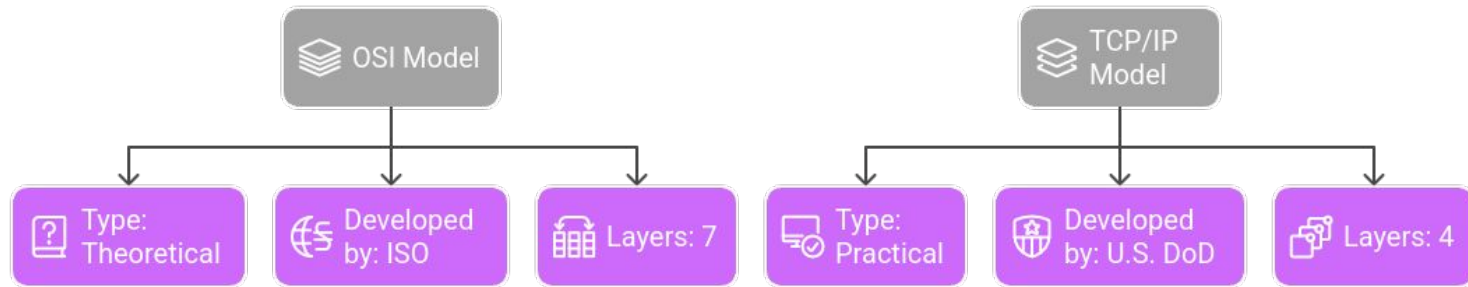 OSI Model
TCP/IP
Model
Type:
Theoretical
Developed
by: ISO
Layers: 7
Type:
Practical
Developed
by: U.S. DoD
Layers: 4